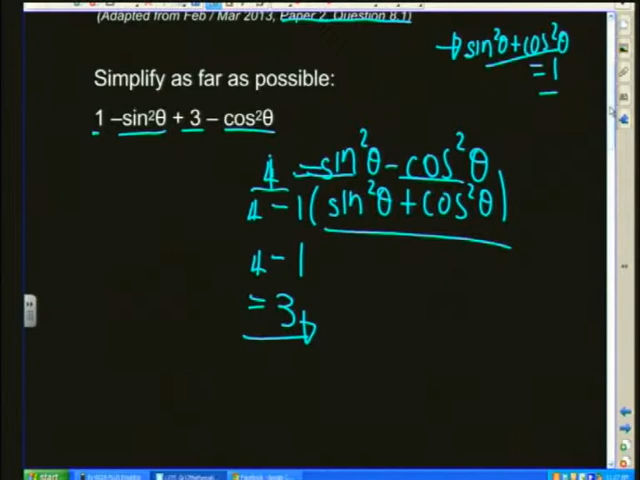 (Adapted from Feb / Mar 2013, Paper 2, Question 8.1)
sin²θ+cos²θ
=1
Simplify as far as possible:
1 –sin²θ + 3 – cos²θ
4 –sin²θ – cos²θ
4 –1( sin²θ + cos²θ)
4 – 1
= 3
start